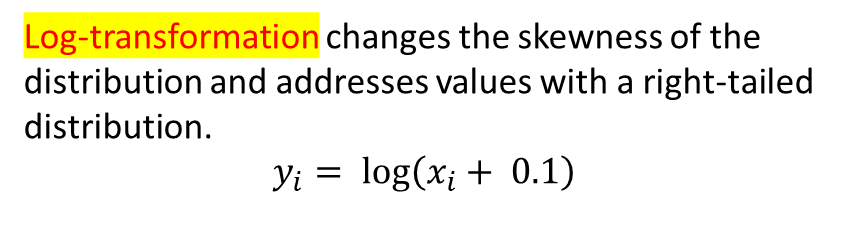 Log-transformation changes the skewness of the
distribution and addresses values with a right-tailed
distribution.
yᵢ = log(xᵢ + 0.1)